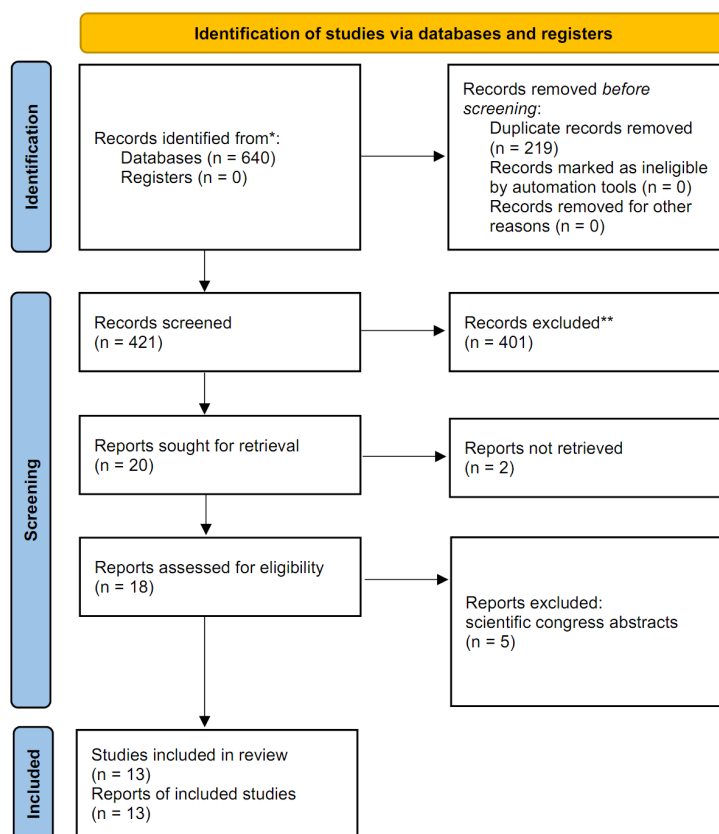 Identification of studies via databases and registers
Identification
Records identified from*:
Databases (n = 640)
Registers (n = 0)
Records removed before
screening:
Duplicate records removed
(n = 219)
Records marked as ineligible
by automation tools (n = 0)
Records removed for other
reasons (n = 0)
Screening
Records screened
(n = 421)
Records excluded**
(n = 401)
Reports sought for retrieval
(n = 20)
Reports not retrieved
(n = 2)
Reports assessed for eligibility
(n = 18)
Reports excluded:
scientific congress abstracts
(n = 5)
Included
Studies included in review
(n = 13)
Reports of included studies
(n = 13)